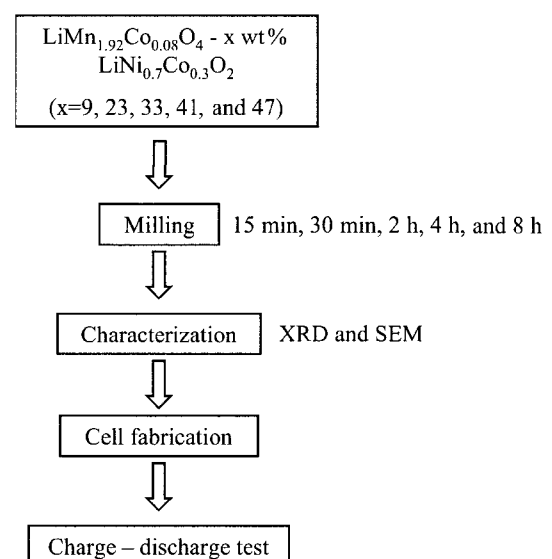 LiMn₁.₉₂Co₀.₀₈O₄ - x wt%
LiNi₀.₇Co₀.₃O₂
(x=9, 23, 33, 41, and 47)
Milling 15 min, 30 min, 2 h, 4 h, and 8 h
Characterization XRD and SEM
Cell fabrication
Charge – discharge test